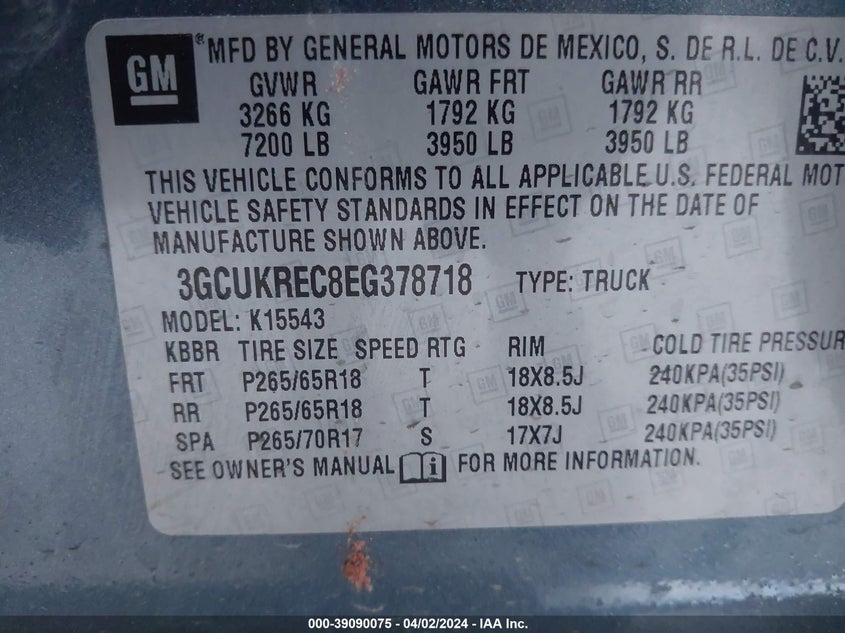 GM® MFD BY GENERAL MOTORS DE MEXICO, S. DE R.L. DE C.V.
GVWR GAWR FRT GAWR RR
3266 KG 1792 KG 1792 KG
7200 LB 3950 LB 3950 LB
THIS VEHICLE CONFORMS TO ALL APPLICABLE U.S. FEDERAL MOT
VEHICLE SAFETY STANDARDS IN EFFECT ON THE DATE OF
MANUFACTURE SHOWN ABOVE.
3GCUKREC8EG378718 TYPE: TRUCK
MODEL: K15543
KBBR TIRE SIZE SPEED RTG RIM COLD TIRE PRESSUR
FRT P265/65R18 T 18X8.5J 240KPA(35PSI)
RR P265/65R18 T 18X8.5J 240KPA(35PSI)
SPA P265/70R17 S 17X7J 240KPA(35PSI)
SEE OWNER'S MANUAL i FOR MORE INFORMATION.
000-39090075 - 04/02/2024 - IAA Inc.